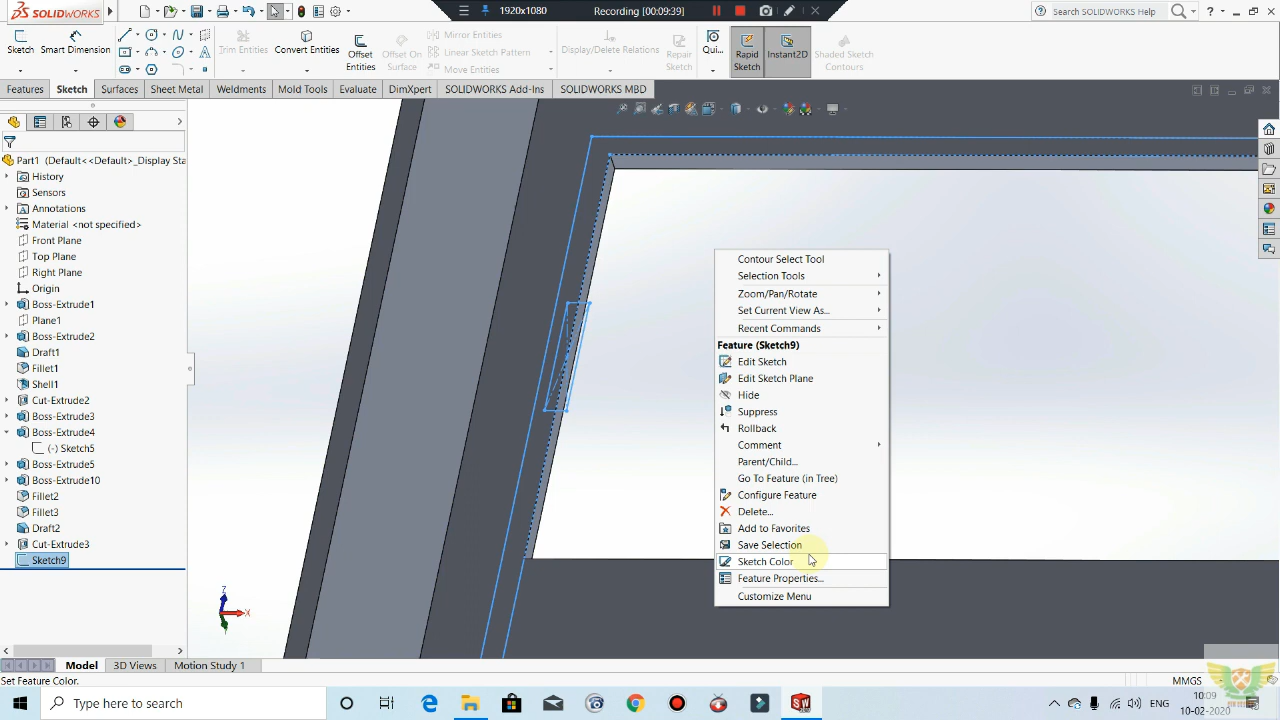 SOLIDWORKS
1920x1080
Recording [00:09:39]
Search SOLIDWORKS Help
Sketch
Smart Dimension
Trim Entities
Convert Entities
Offset
Entities
Offset On
Surface
Mirror Entities
Linear Sketch Pattern
Move Entities
Display/Delete Relations
Repair
Sketch
Qui...
Rapid
Sketch
Instant2D
Shaded Sketch
Contours
Features
Sketch
Surfaces
Sheet Metal
Weldments
Mold Tools
Evaluate
DimXpert
SOLIDWORKS Add-Ins
SOLIDWORKS MBD
Part1 (Default<<Default>_Display Sta
History
Sensors
Annotations
Material <not specified>
Front Plane
Top Plane
Right Plane
Origin
Boss-Extrude1
Plane1
Boss-Extrude2
Draft1
Fillet1
Shell1
Cut-Extrude2
Boss-Extrude3
Boss-Extrude4
(-) Sketch5
Boss-Extrude5
Boss-Extrude10
Fillet2
Fillet3
Draft2
Cut-Extrude3
Sketch9
Contour Select Tool
Selection Tools
Zoom/Pan/Rotate
Set Current View As...
Recent Commands
Feature (Sketch9)
Edit Sketch
Edit Sketch Plane
Hide
Suppress
Rollback
Comment
Parent/Child...
Go To Feature (in Tree)
Configure Feature
Delete...
Add to Favorites
Save Selection
Sketch Color
Feature Properties...
Customize Menu
Z
X
Y
Model
3D Views
Motion Study 1
Set Feature Color.
MMGS
Type here to search
ENG
10:09
10-02-2020